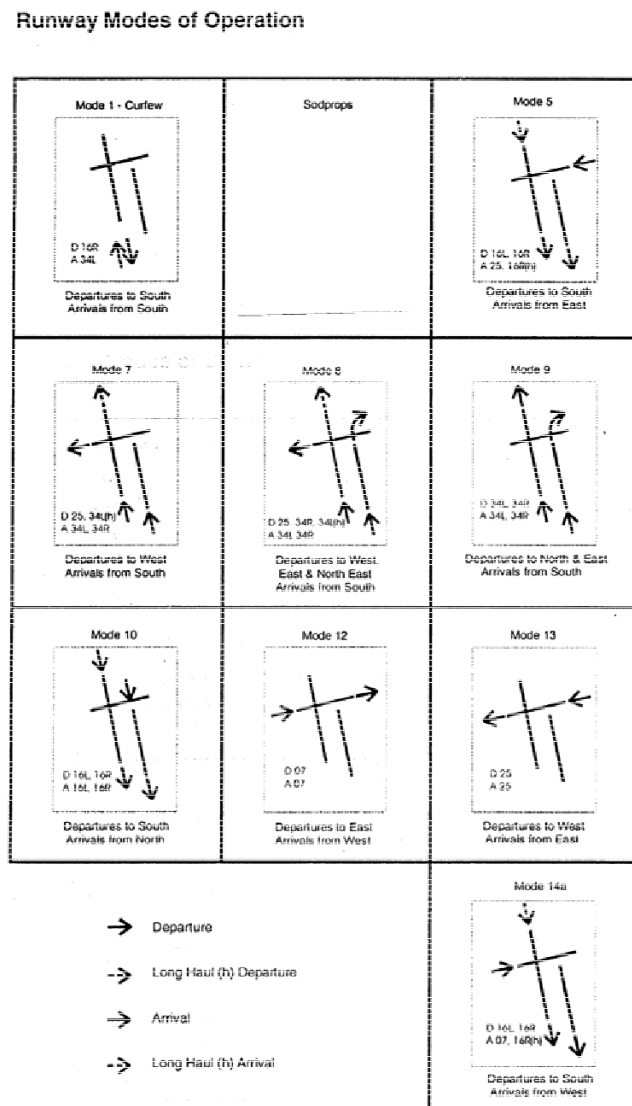 Runway Modes of Operation
Mode 1 - Curfew
D 16R
A 34L
Departures to South
Arrivals from South
Sodprops
Mode 5
D 16L, 16R
A 25, 16R(h)
Departures to South
Arrivals from East
Mode 7
D 25, 34L(h)
A 34L, 34R
Departures to West
Arrivals from South
Mode 8
D 25, 34R, 34L(h)
A 34L 34R
Departures to West,
East & North East
Arrivals from South
Mode 9
D 34L, 34R
A 34L, 34R
Departures to North & East
Arrivals from South
Mode 10
D 16L, 16R
A 16L, 16R
Departures to South
Arrivals from North
Mode 12
D 07
A 07
Departures to East
Arrivals from West
Mode 13
D 25
A 25
Departures to West
Arrivals from East
Mode 14a
D 16L, 16R
A 07, 16R(h)
Departures to South
Arrivals from West
Departure
Long Haul (h) Departure
Arrival
Long Haul (h) Arrival